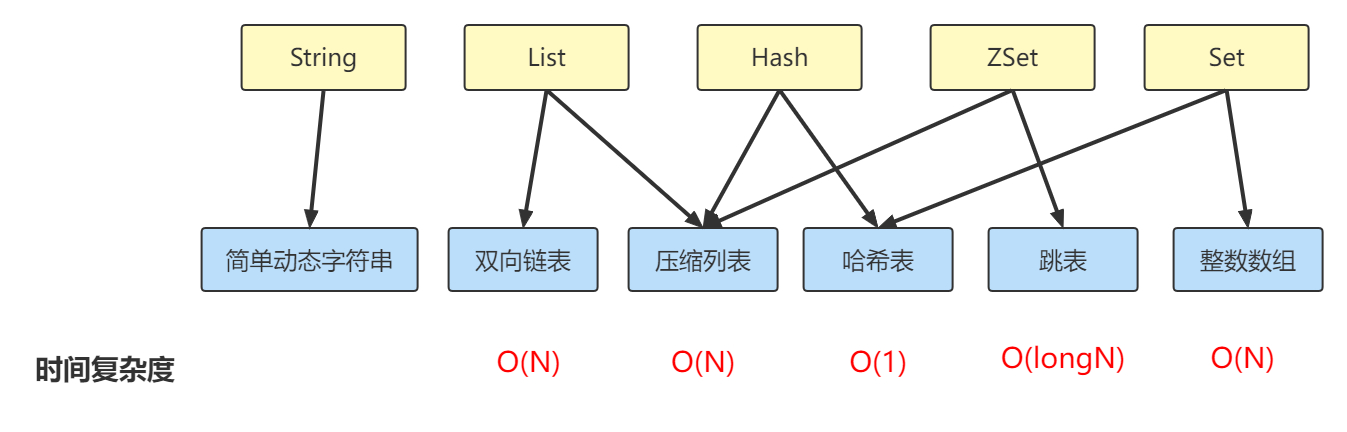 String
List
Hash
ZSet
Set
简单动态字符串
双向链表
压缩列表
哈希表
跳表
整数数组
时间复杂度
O(N)
O(N)
O(1)
O(longN)
O(N)